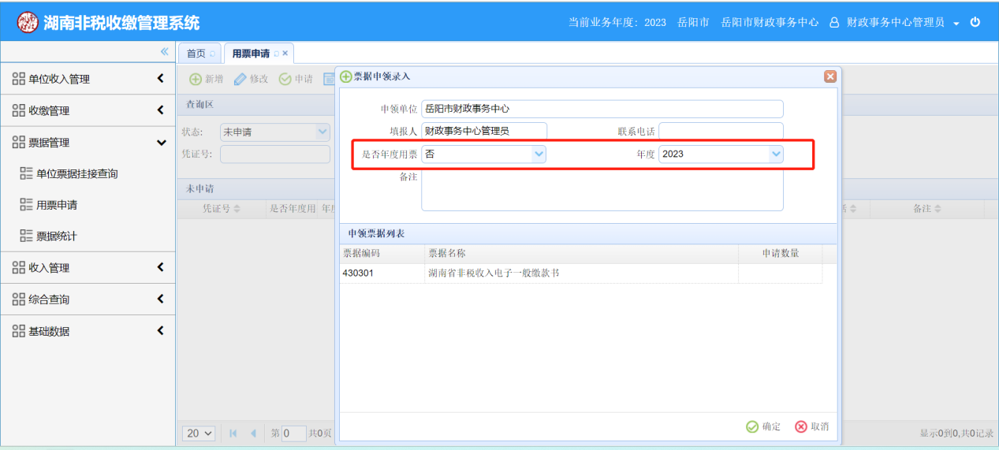 湖南非税收缴管理系统
当前业务年度: 2023 岳阳市 岳阳市财政事务中心 财政事务中心管理员
首页 用票申请
单位收入管理
收缴管理
票据管理
单位票据挂接查询
用票申请
票据统计
收入管理
综合查询
基础数据
新增 修改 申请
查询区
状态: 未申请
凭证号:
未申请
凭证号 是否年度用 年度
票据申领录入
申领单位 岳阳市财政事务中心
填报人 财政事务中心管理员 联系电话
是否年度用票 否 年度 2023
备注
申领票据列表
票据编码 票据名称 申请数量
430301 湖南省非税收入电子一般缴款书
确定 取消
备注
20 第 0 共0页
显示0到0,共0记录